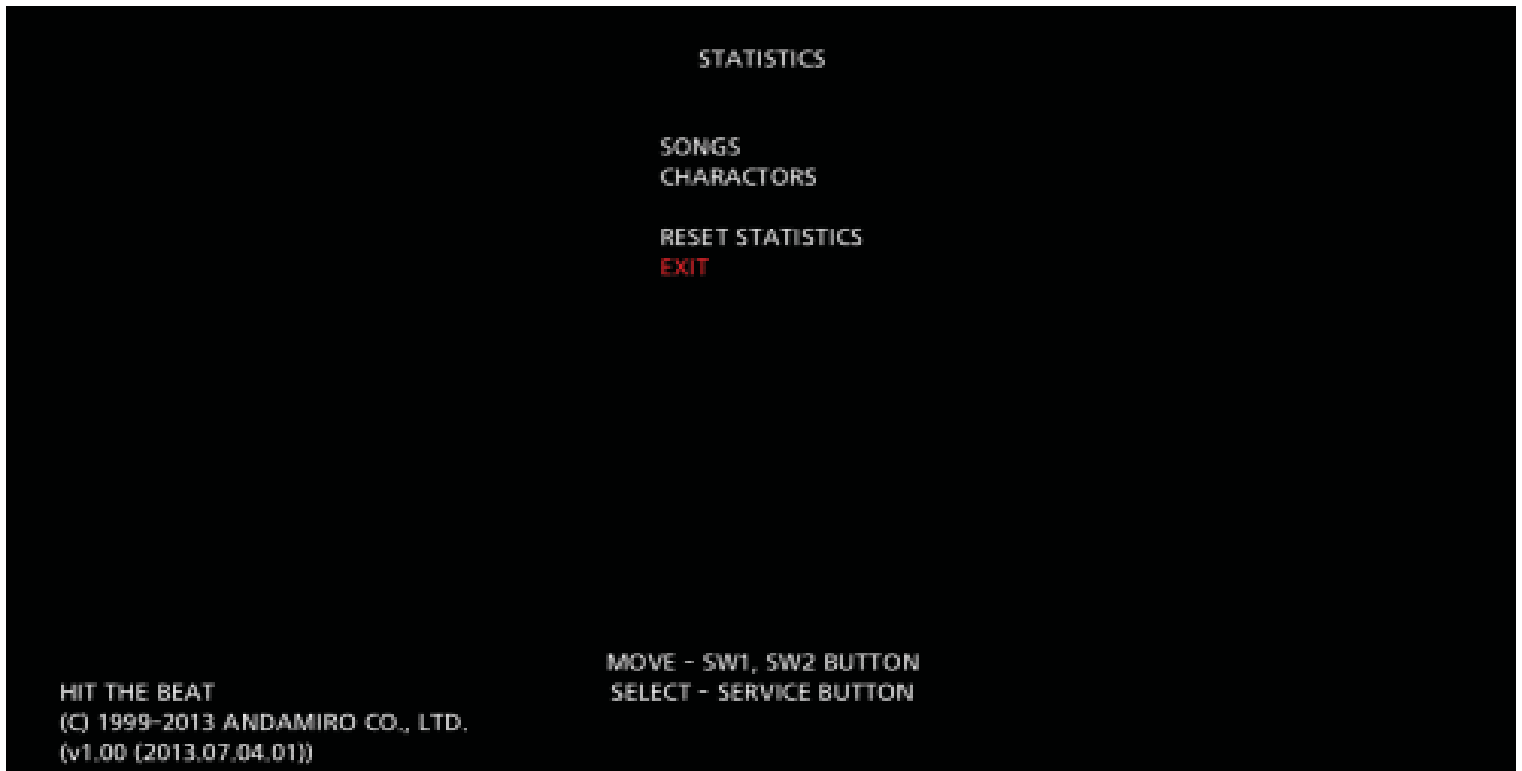 STATISTICS
SONGS
CHARACTORS
RESET STATISTICS
EXIT
MOVE - SW1, SW2 BUTTON
SELECT - SERVICE BUTTON
HIT THE BEAT
(C) 1999-2013 ANDAMIRO CO., LTD.
(v1.00 (2013.07.04.01))